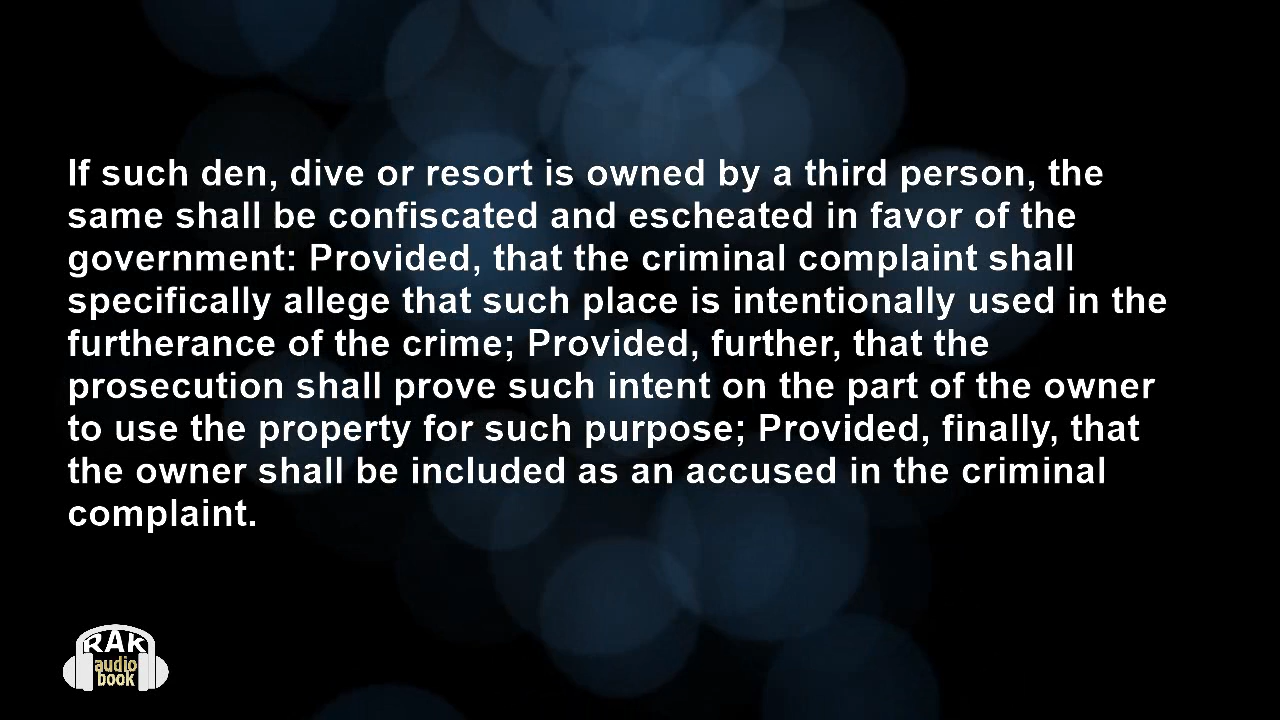 If such den, dive or resort is owned by a third person, the
same shall be confiscated and escheated in favor of the
government: Provided, that the criminal complaint shall
specifically allege that such place is intentionally used in the
furtherance of the crime; Provided, further, that the
prosecution shall prove such intent on the part of the owner
to use the property for such purpose; Provided, finally, that
the owner shall be included as an accused in the criminal
complaint.
RAK
audio
book